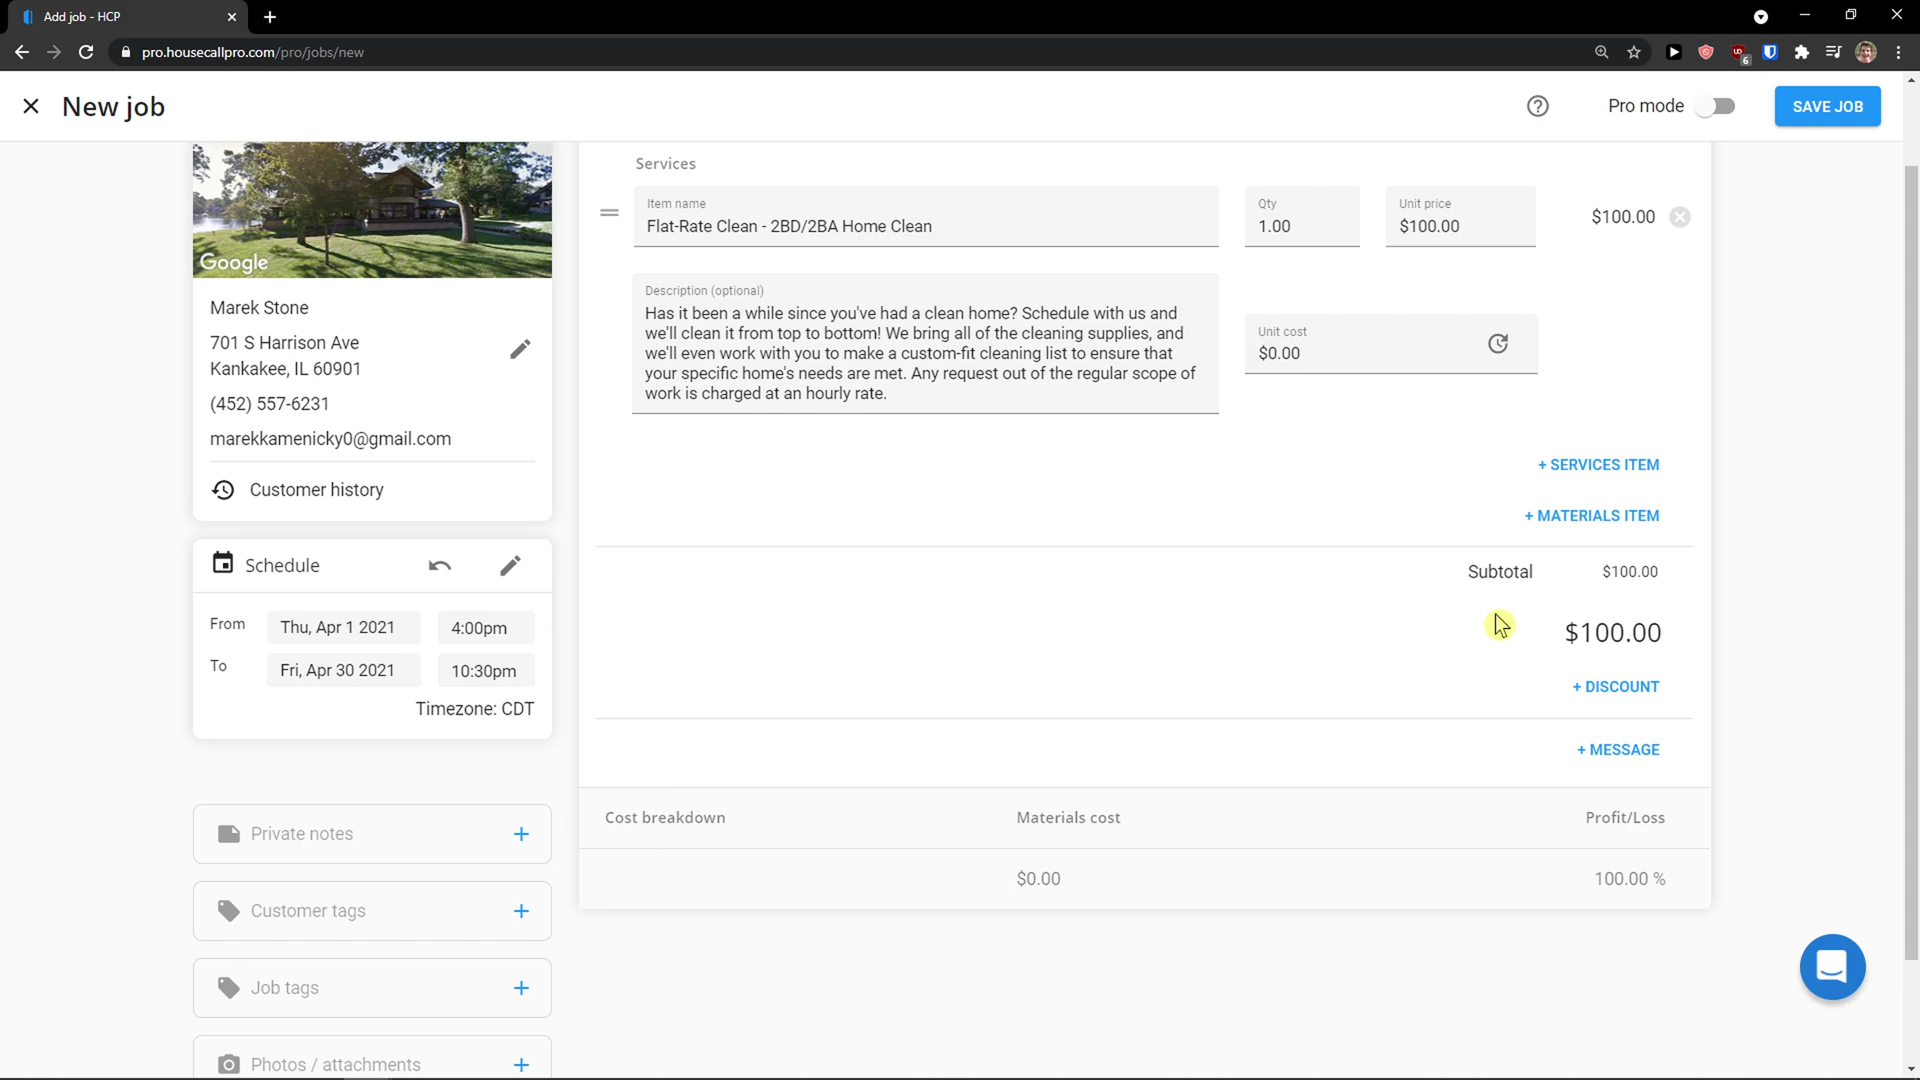 Add job - HCP
pro.housecallpro.com/pro/jobs/new
6
New job
Pro mode
SAVE JOB
Google
Marek Stone
701 S Harrison Ave
Kankakee, IL 60901
(452) 557-6231
marekkamenicky0@gmail.com
Customer history
Schedule
From
Thu, Apr 1 2021
4:00pm
To
Fri, Apr 30 2021
10:30pm
Timezone: CDT
Private notes
Customer tags
Job tags
Photos / attachments
Services
Item name
Flat-Rate Clean - 2BD/2BA Home Clean
Qty
1.00
Unit price
$100.00
$100.00
Description (optional)
Has it been a while since you've had a clean home? Schedule with us and
we'll clean it from top to bottom! We bring all of the cleaning supplies, and
we'll even work with you to make a custom-fit cleaning list to ensure that
your specific home's needs are met. Any request out of the regular scope of
work is charged at an hourly rate.
Unit cost
$0.00
+ SERVICES ITEM
+ MATERIALS ITEM
Subtotal
$100.00
$100.00
+ DISCOUNT
+ MESSAGE
Cost breakdown
Materials cost
Profit/Loss
$0.00
100.00 %